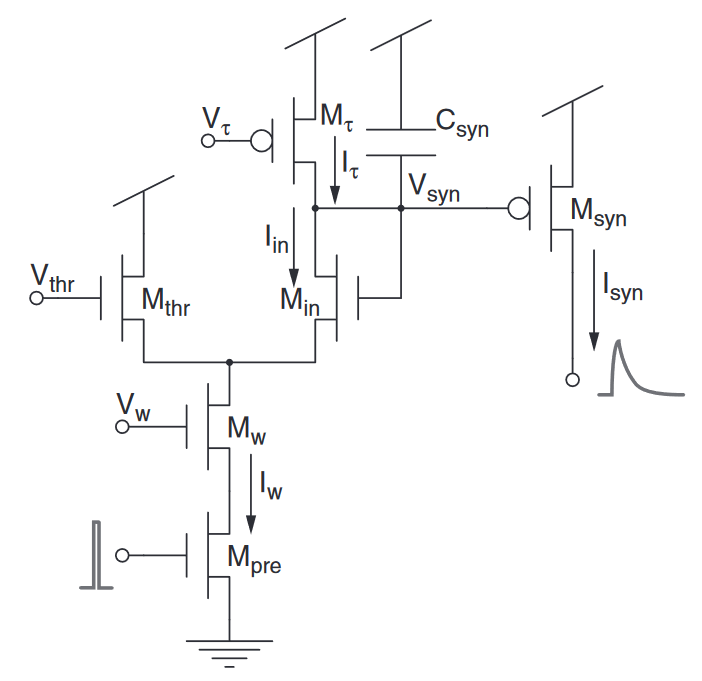 Vτ
Mτ
Csyn
Iτ
Vsyn
Msyn
Iin
Vthr
Mthr
Min
Isyn
Vw
Mw
Iw
Mpre